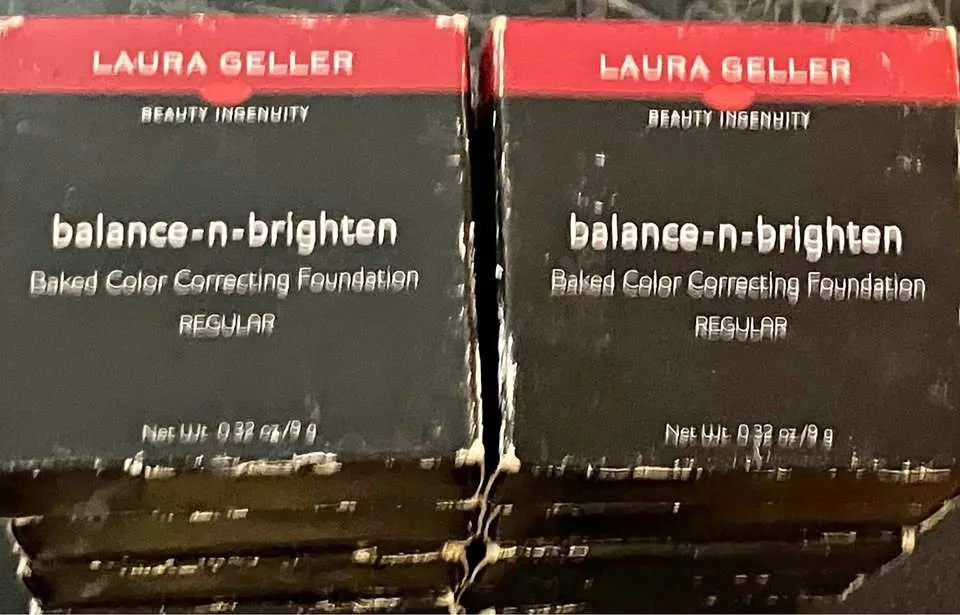 LAURA GELLER
BEAUTY INGENUITY
balance-n-brighten
Baked Color Correcting Foundation
REGULAR
Net Wt. 0.32 oz/9 g
LAURA GELLER
BEAUTY INGENUITY
balance-n-brighten
Baked Color Correcting Foundation
REGULAR
Net Wt. 0.32 oz/9 g